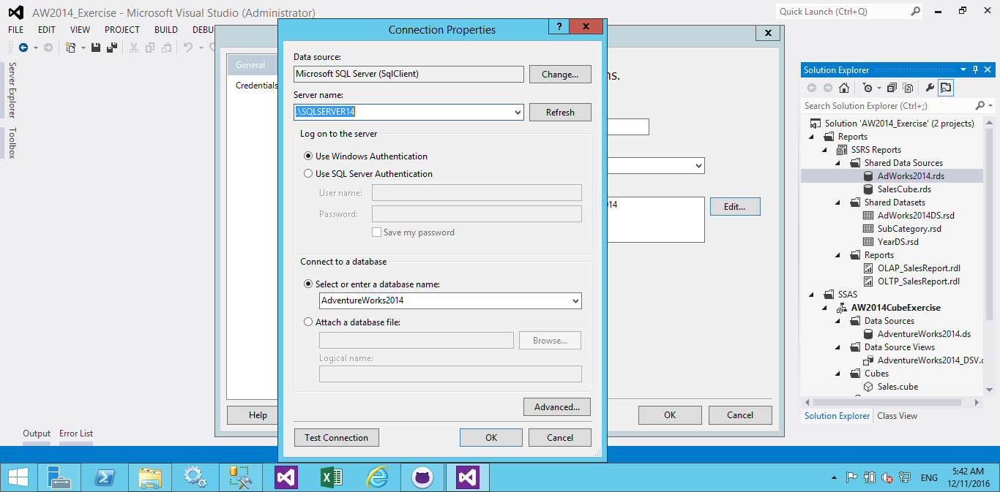 AW2014_Exercise - Microsoft Visual Studio (Administrator)
Quick Launch (Ctrl+Q)
FILE EDIT VIEW PROJECT BUILD DEBU
Server Explorer
Toolbox
General
Credentials
ns.
014
Edit...
Help
OK
Cancel
Connection Properties
?
Data source:
Microsoft SQL Server (SqlClient)
Change...
Server name:
.\SQLSERVER14
Refresh
Log on to the server
Use Windows Authentication
Use SQL Server Authentication
User name:
Password:
Save my password
Connect to a database
Select or enter a database name:
AdventureWorks2014
Attach a database file:
Browse...
Logical name:
Advanced...
Test Connection
OK
Cancel
Solution Explorer
Search Solution Explorer (Ctrl+;)
Solution 'AW2014_Exercise' (2 projects)
Reports
SSRS Reports
Shared Data Sources
AdWorks2014.rds
SalesCube.rds
Shared Datasets
AdWorks2014DS.rsd
SubCategory.rsd
YearDS.rsd
Reports
OLAP_SalesReport.rdl
OLTP_SalesReport.rdl
SSAS
AW2014CubeExercise
Data Sources
AdventureWorks2014.ds
Data Source Views
AdventureWorks2014_DSV.d
Cubes
Sales.cube
Solution Explorer Class View
Output Error List
ENG
5:42 AM
12/11/2016